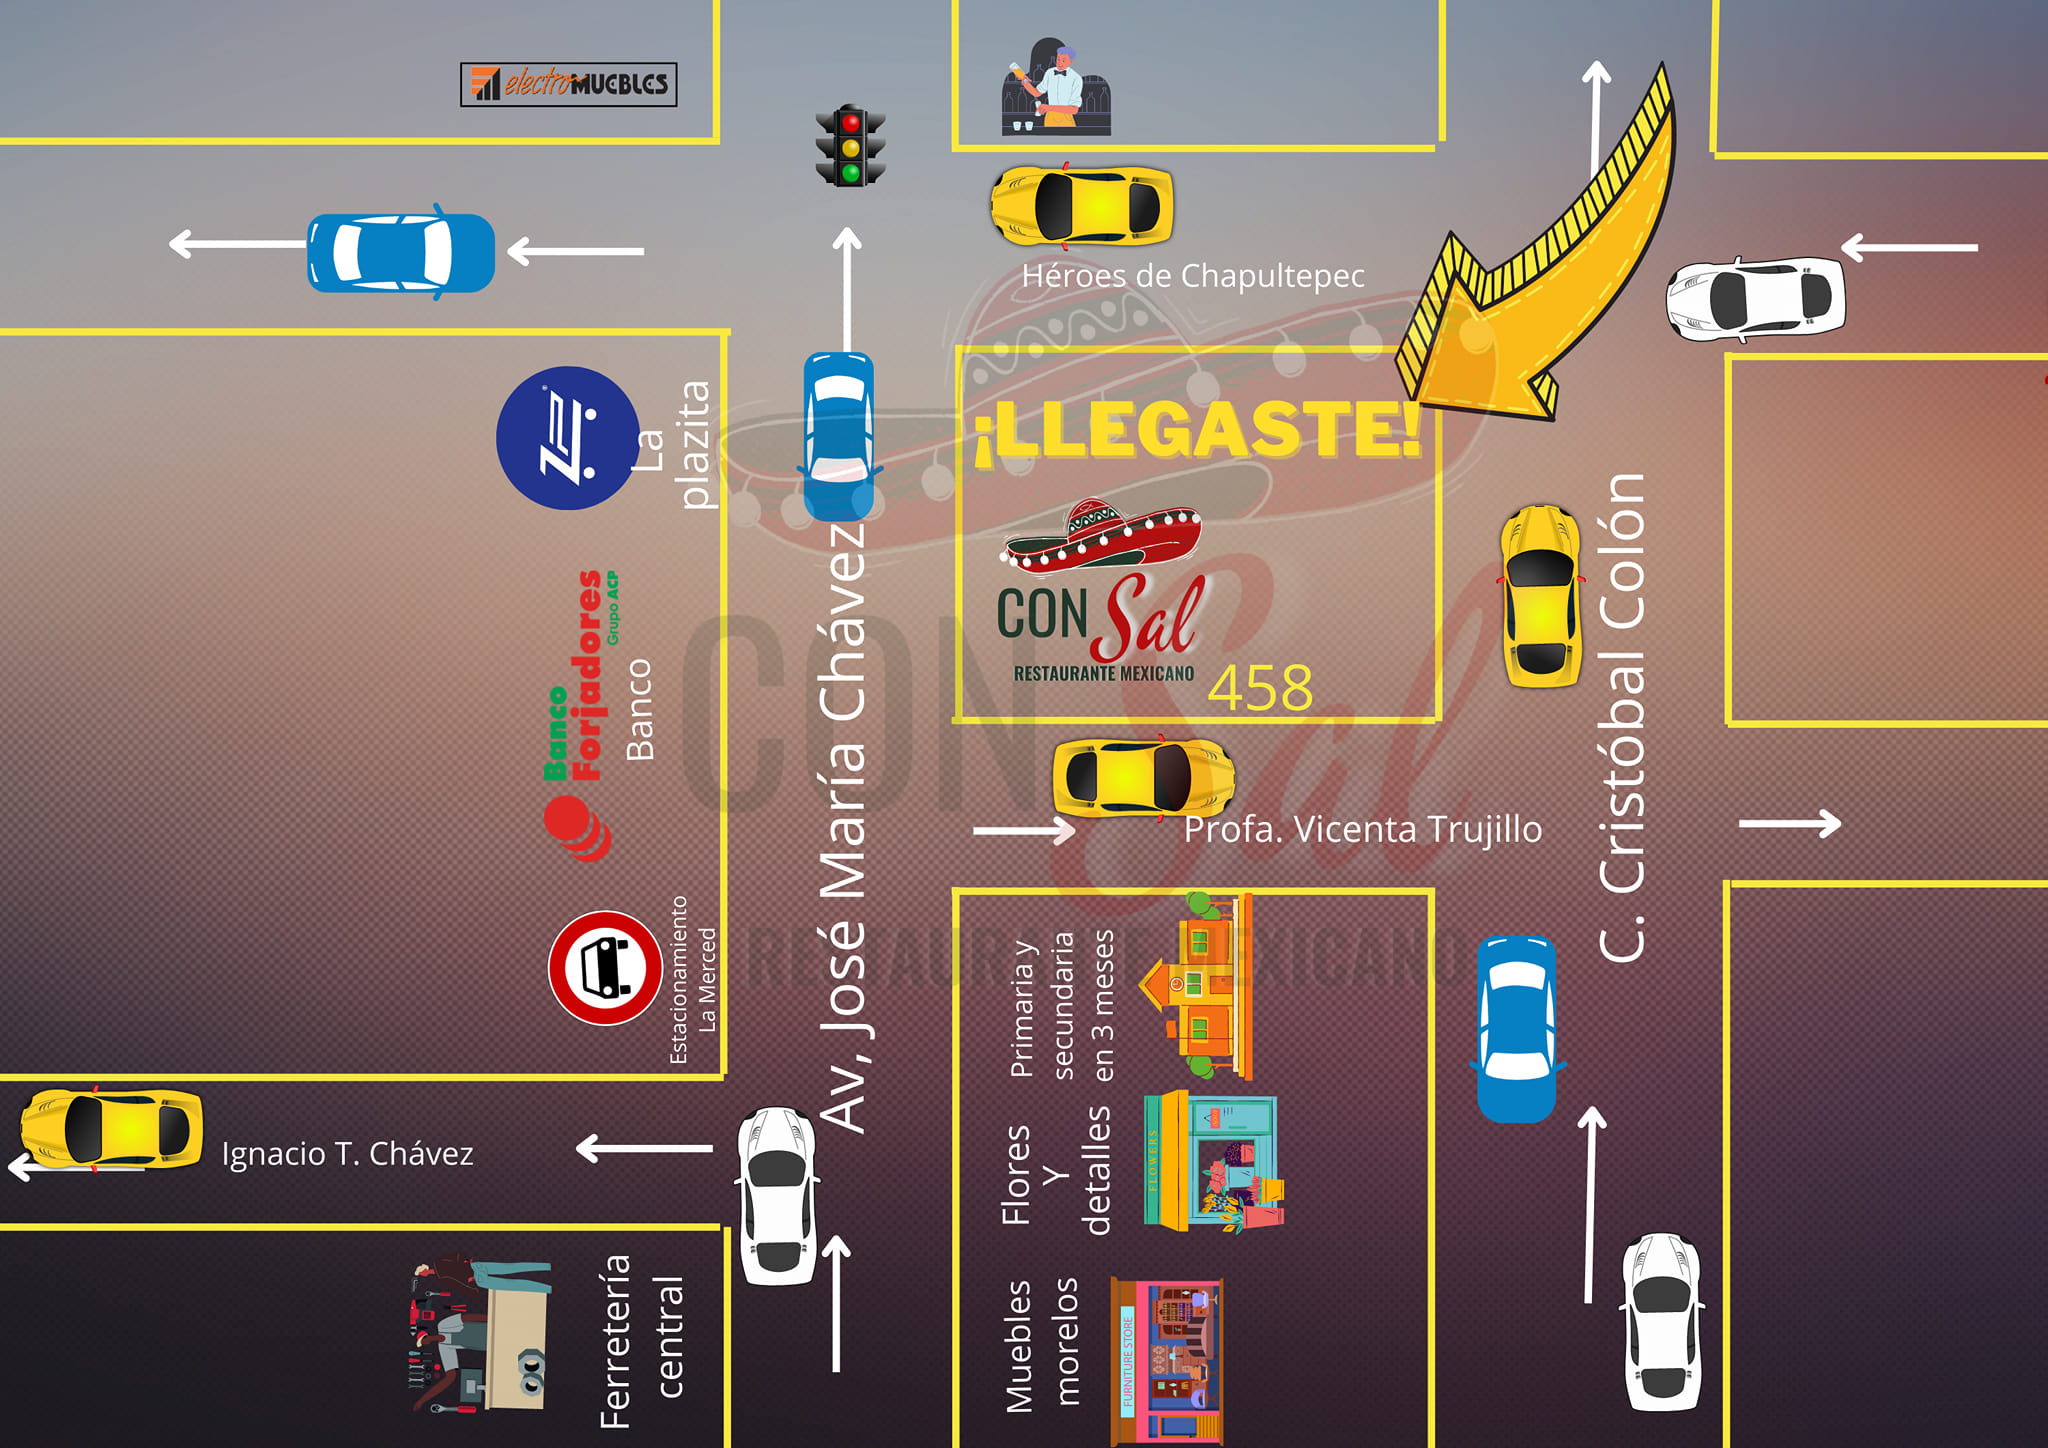 electroMUEBLES
Héroes de Chapultepec
La
plazita
¡LLEGASTE!
CON Sal
RESTAURANTE MEXICANO
458
Banco
Forjadores
Grupo ACP
Banco
Av, José María Chávez
C. Cristóbal Colón
Profa. Vicenta Trujillo
Estacionamiento
La Merced
Primaria y
secundaria
en 3 meses
Ignacio T. Chávez
Flores
Y
detalles
FLOWERS
Ferretería
central
Muebles
morelos
FURNITURE STORE
CON Sal
RESTAURANTE MEXICANO